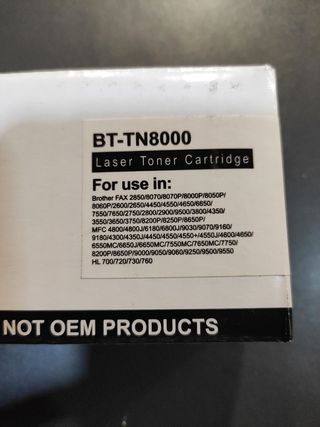 BT-TN8000
Laser Toner Cartridge
For use in:
Brother FAX 2850/8070/8070P/8000P/8050P/
8060P/2600/2650/4450/4550/4650/6650/
7550/7650/2750/2800/2900/9500/3800/4350/
3550/3650/3750/8200P/8250P/8650P/
MFC 4800/4800J/6180/6800J/9030/9070/9160/
9180/4300/4350J/4450/4550/4550+/4550J/4600/4650/
6550MC/6650J/6650MC/7550MC/7650MC/7750/
8200P/8650P/9000/9050/9060/9250/9500/9550
HL 700/720/730/760
NOT OEM PRODUCTS